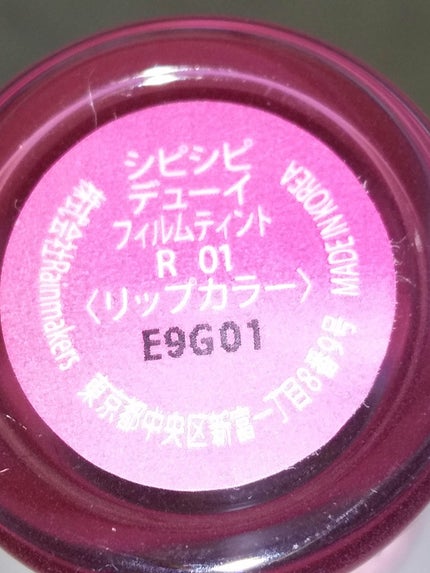 シピシピ
デューイ
フィルムティント
R 01
〈リップカラー〉
E9G01
株式会社Rainmakers
東京都中央区新富一丁目8番9号
MADE IN KOREA